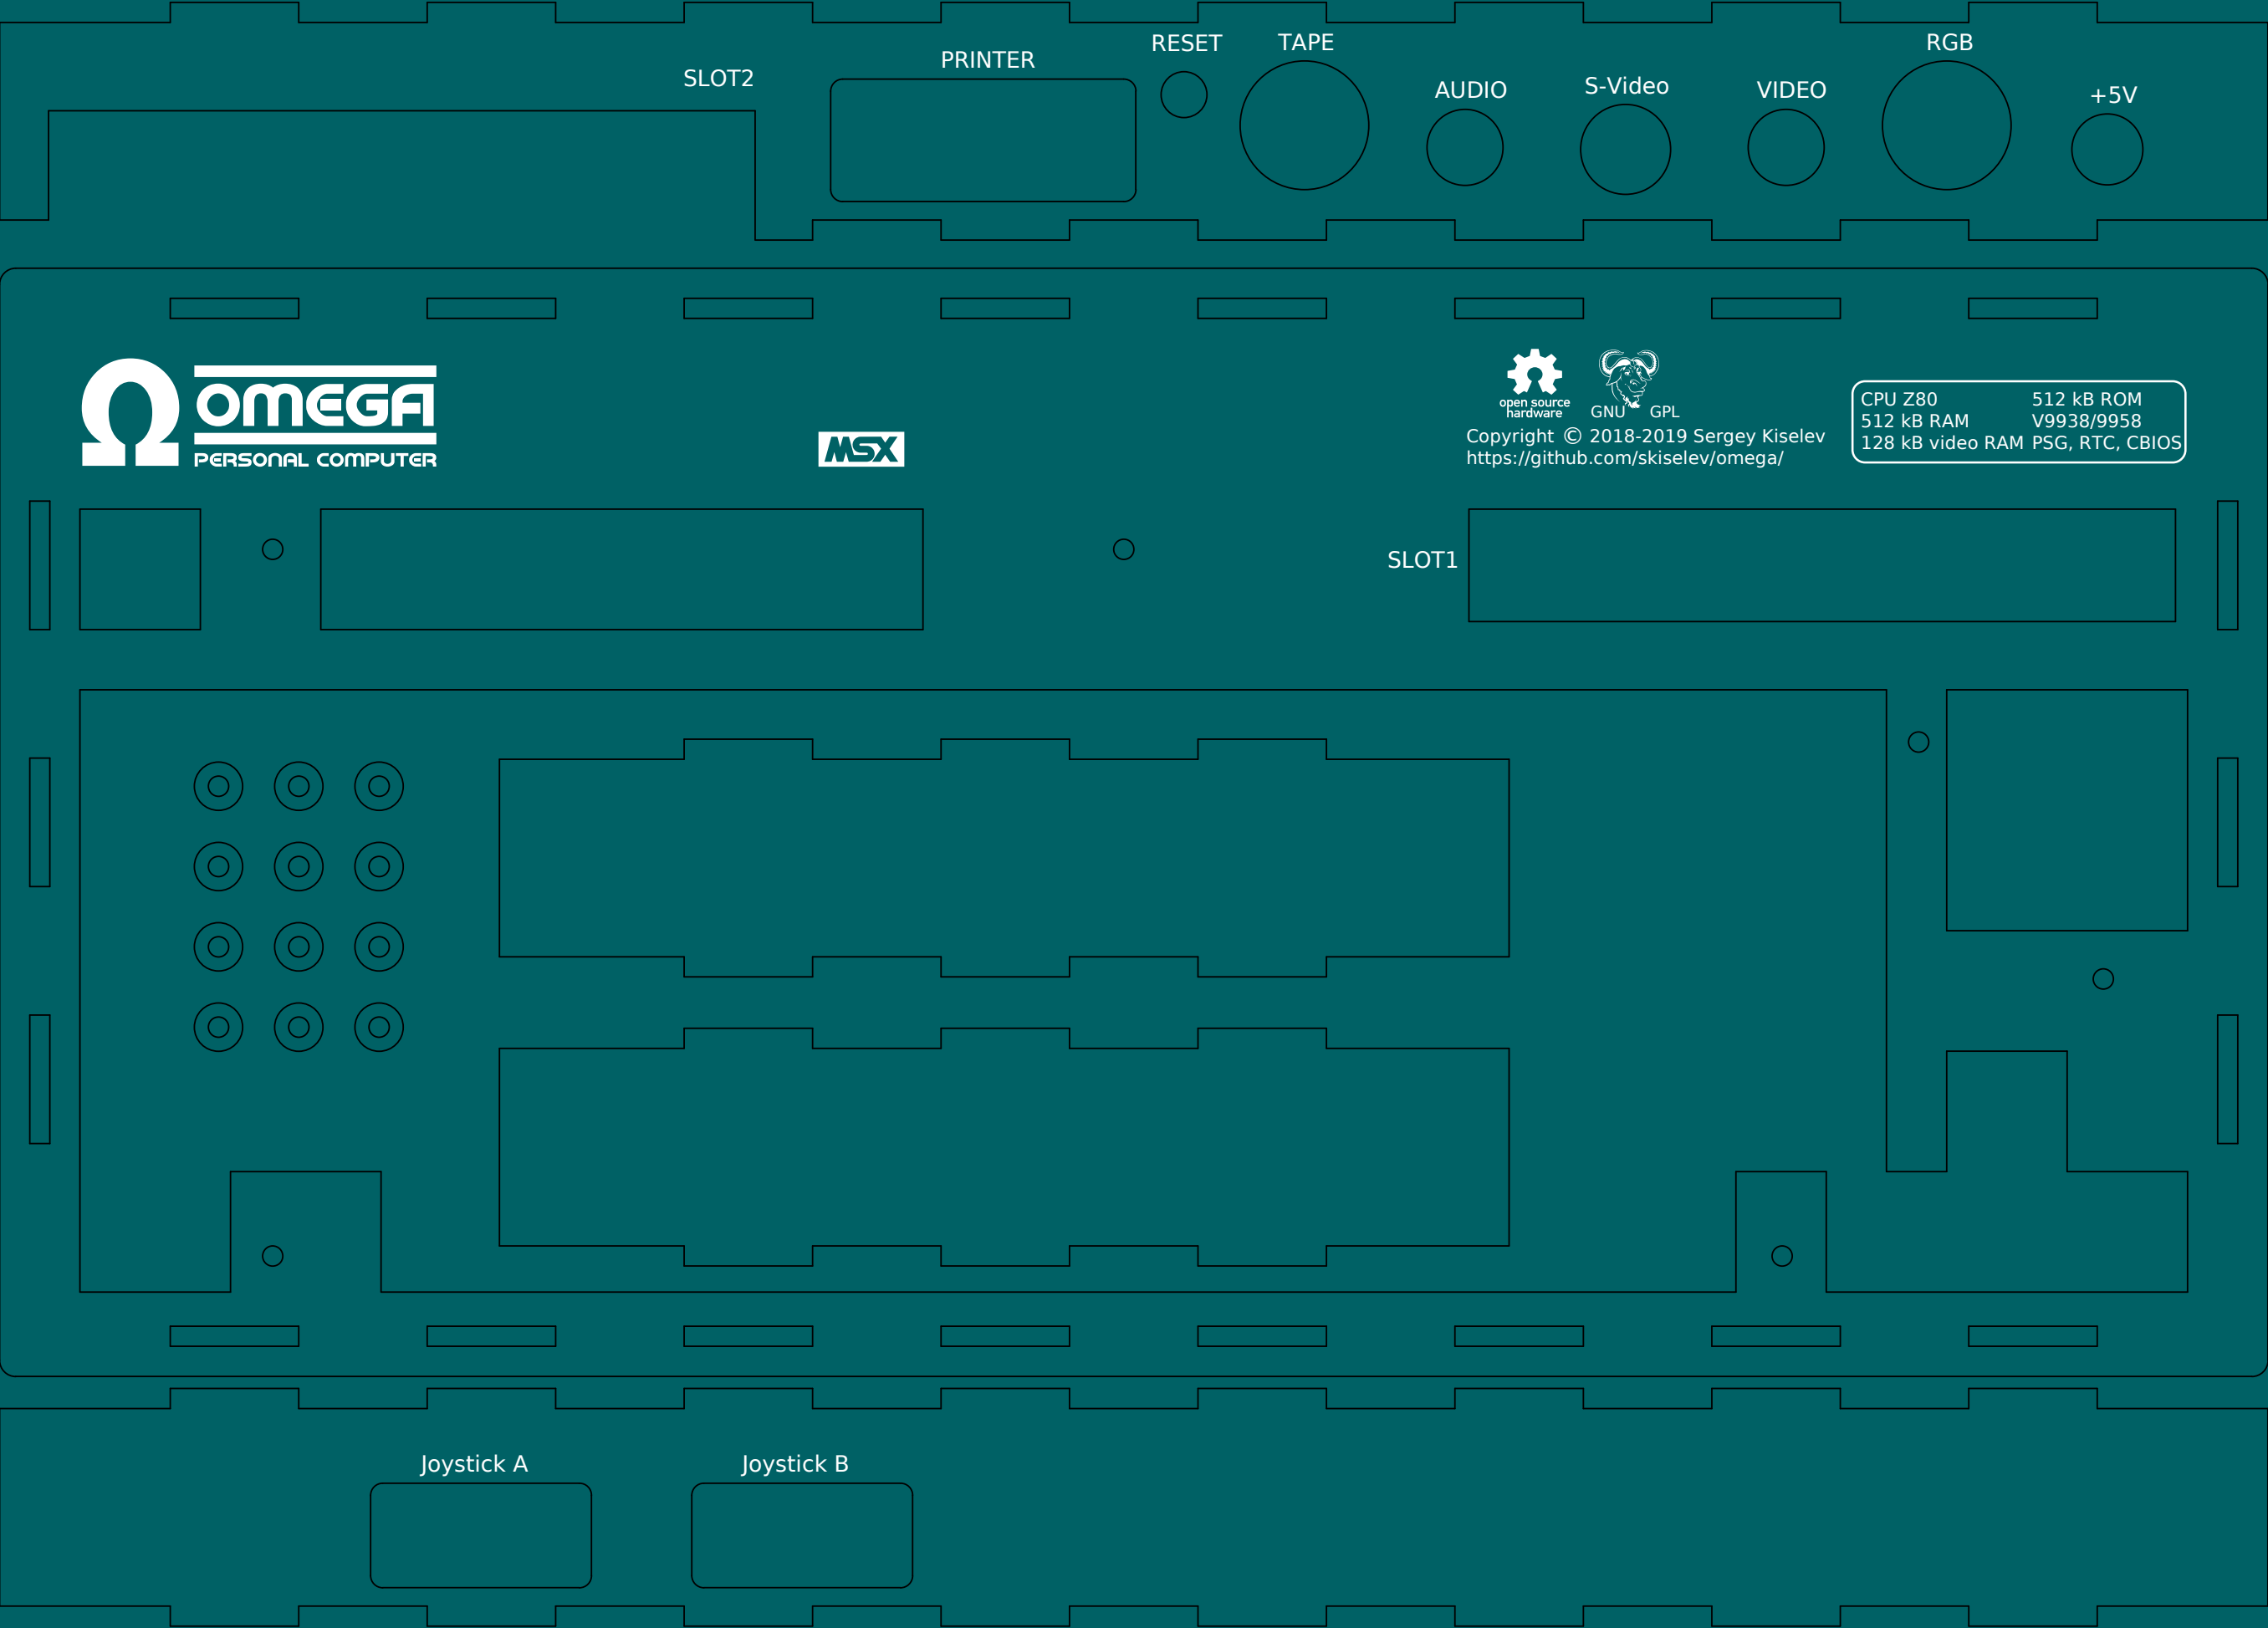 SLOT2
PRINTER
RESET
TAPE
AUDIO
S-Video
VIDEO
RGB
+5V
Ω OMEGA
PERSONAL COMPUTER
MSX
open source
hardware
GNU GPL
Copyright © 2018-2019 Sergey Kiselev
https://github.com/skiselev/omega/
CPU Z80 512 kB ROM
512 kB RAM V9938/9958
128 kB video RAM PSG, RTC, CBIOS
SLOT1
Joystick A
Joystick B